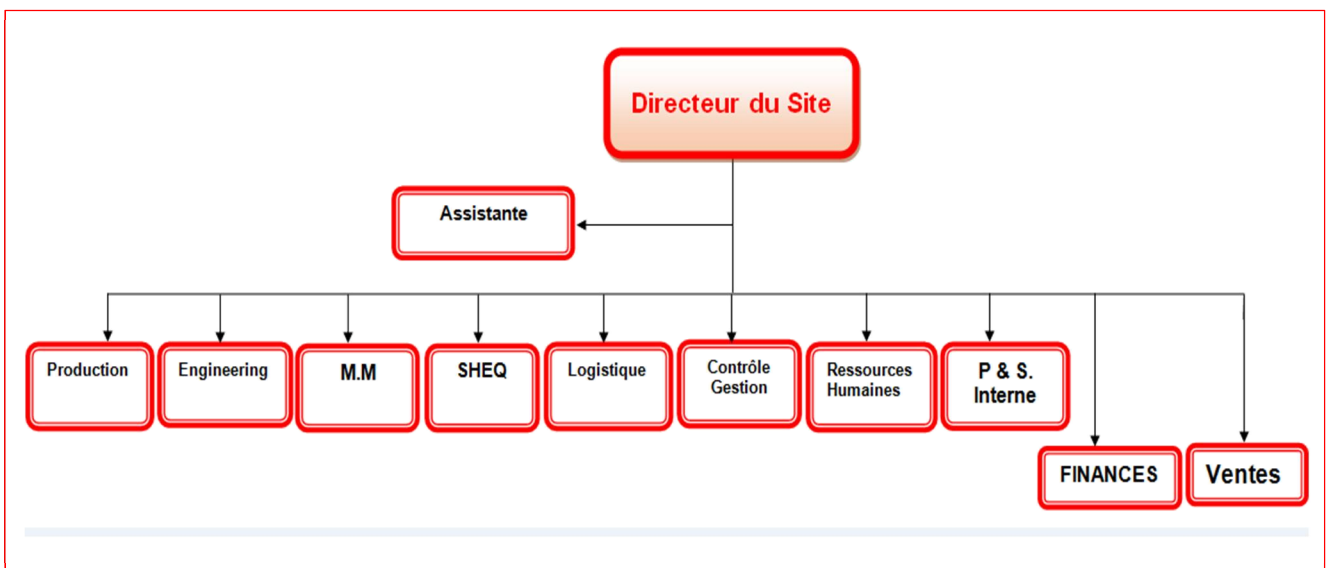 Directeur du Site
Assistante
Production
Engineering
M.M
SHEQ
Logistique
Contrôle
Gestion
Ressources
Humaines
P & S.
Interne
FINANCES
Ventes